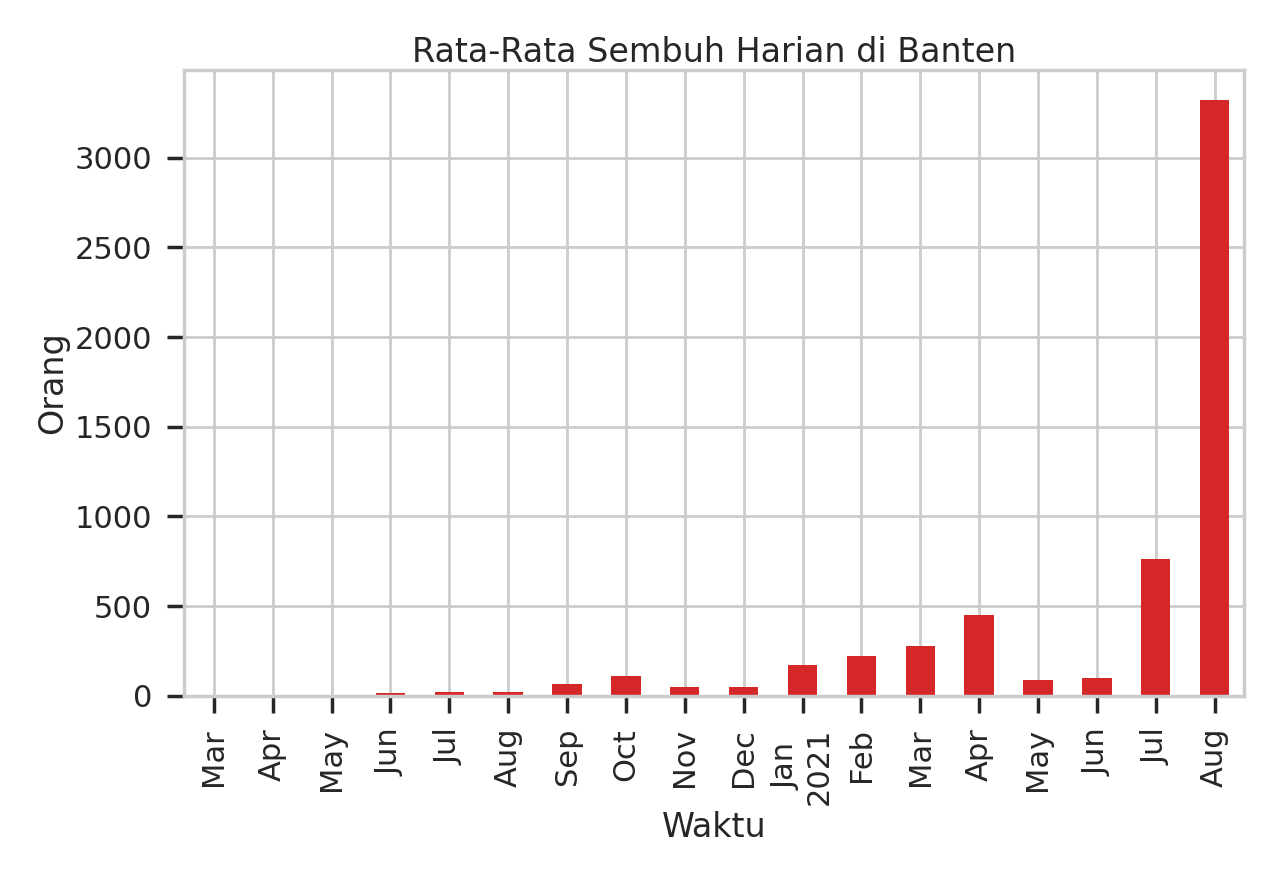 Rata-Rata Sembuh Harian di Banten
3000
2500
2000
1500
1000
500
0
Orang
Mar
Apr
May
Jun
Jul
Aug
Sep
Oct
Nov
Dec
Jan
2021
Feb
Mar
Apr
May
Jun
Jul
Aug
Waktu